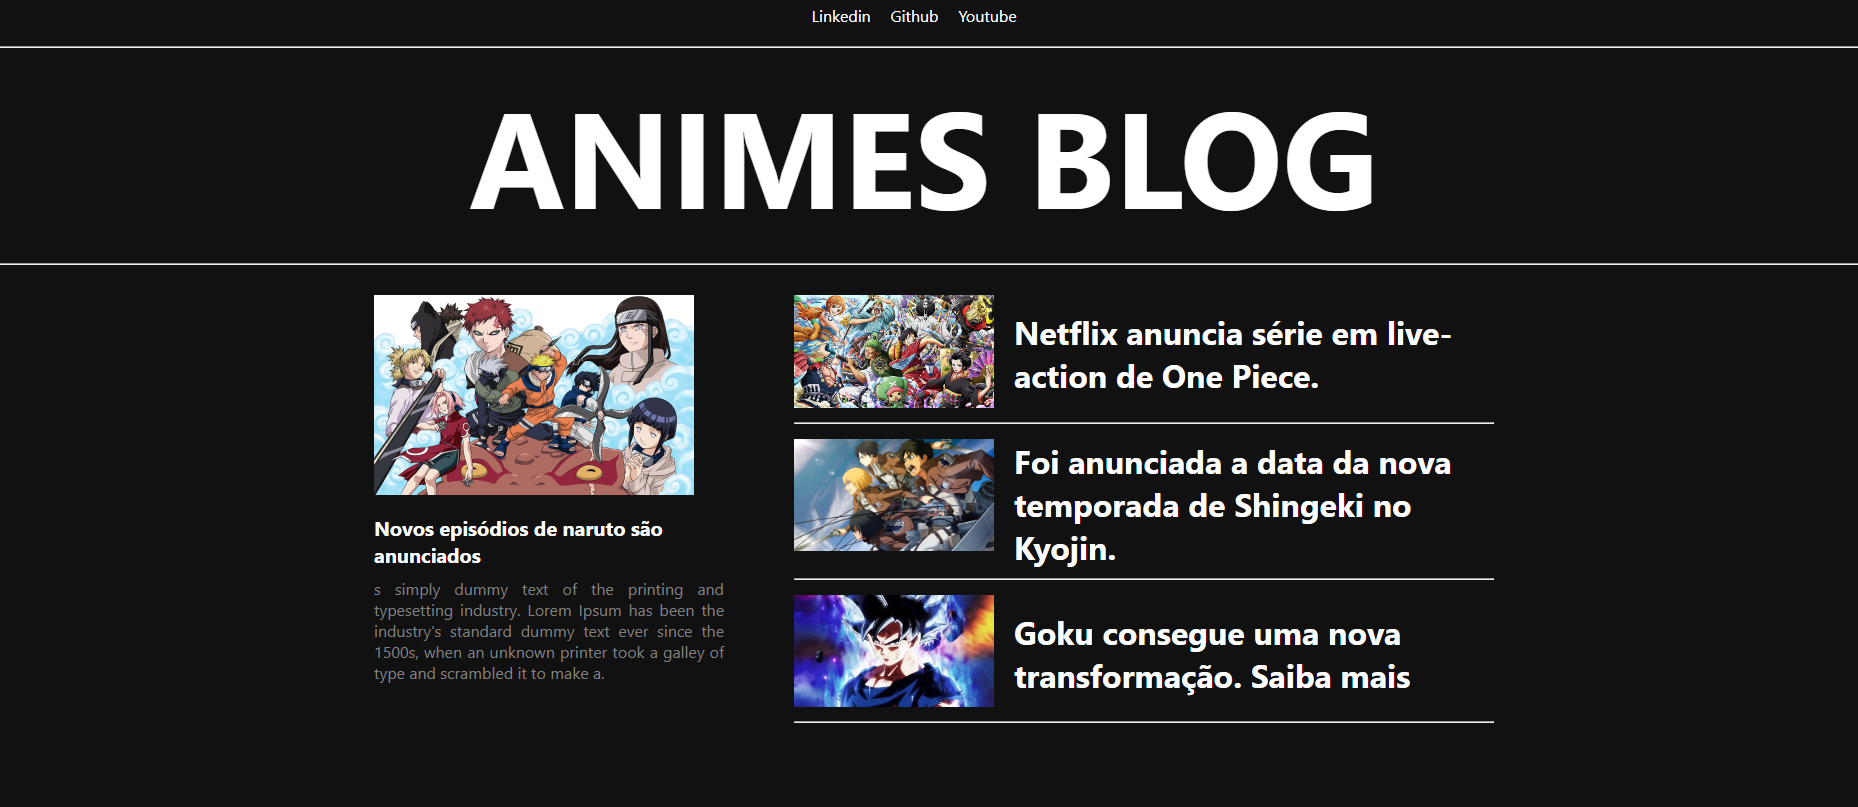 Linkedin Github Youtube
ANIMES BLOG
Novos episódios de naruto são
anunciados
s simply dummy text of the printing and
typesetting industry. Lorem Ipsum has been the
industry's standard dummy text ever since the
1500s, when an unknown printer took a galley of
type and scrambled it to make a.
Netflix anuncia série em live-
action de One Piece.
Foi anunciada a data da nova
temporada de Shingeki no
Kyojin.
Goku consegue uma nova
transformação. Saiba mais